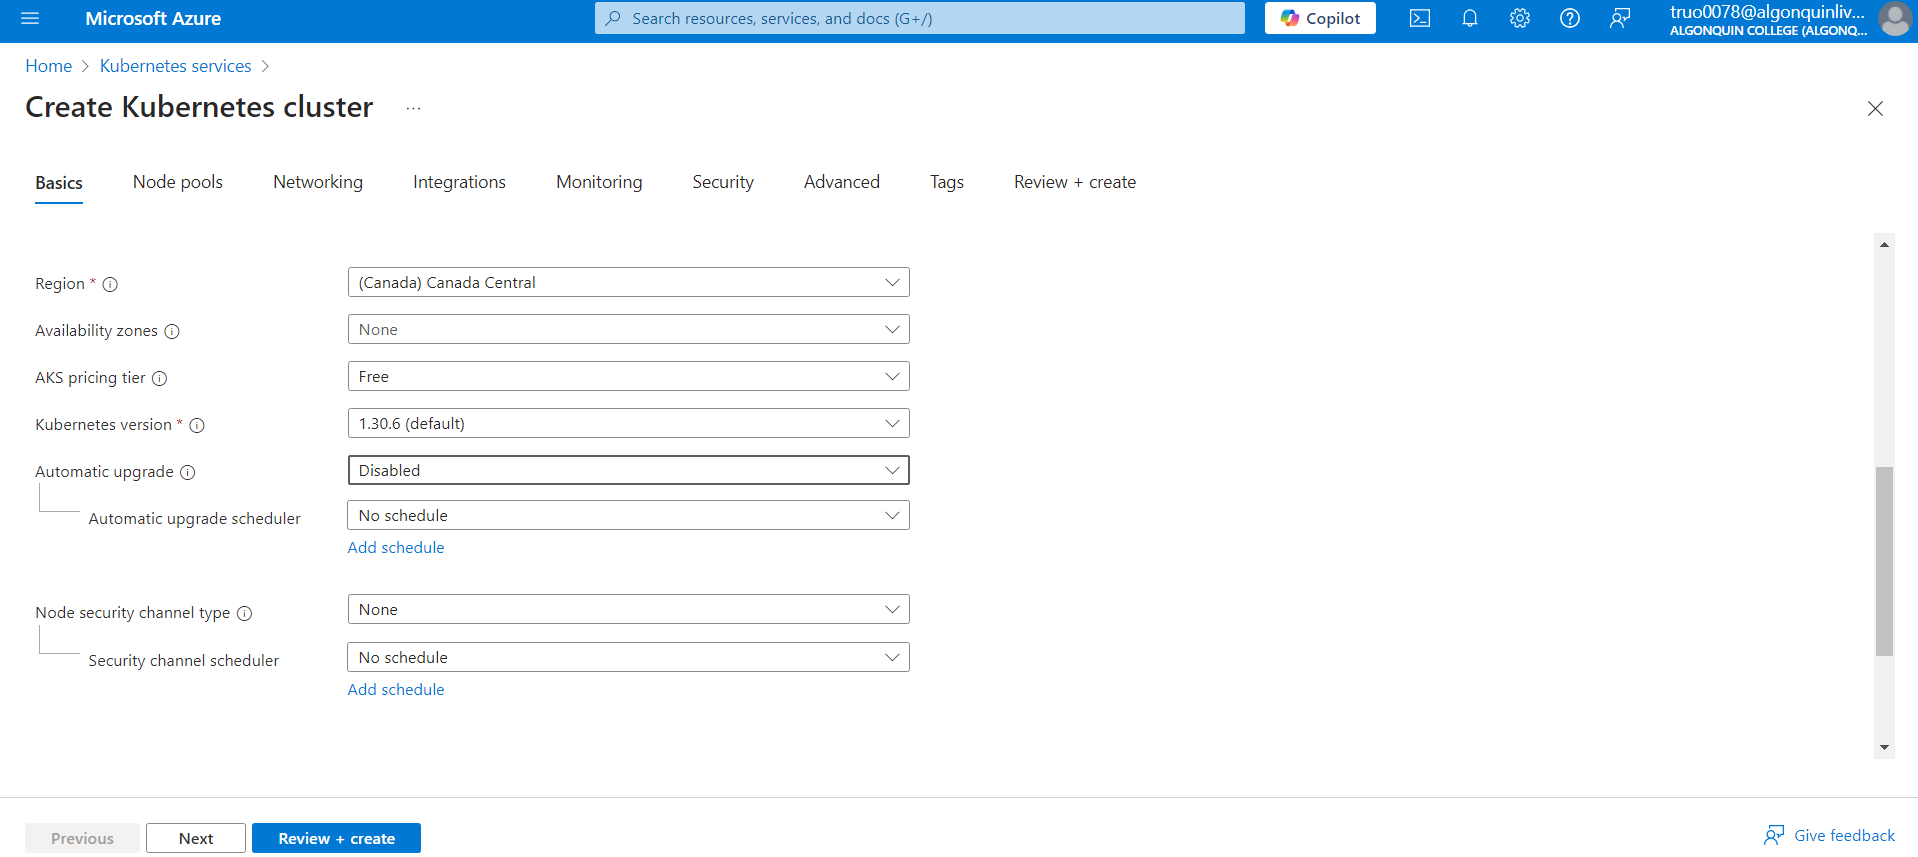 Microsoft Azure
Search resources, services, and docs (G+/)
Copilot
truo0078@algonquinliv...
ALGONQUIN COLLEGE (ALGONQ...
Home > Kubernetes services >
Create Kubernetes cluster ...
Basics Node pools Networking Integrations Monitoring Security Advanced Tags Review + create
Region * (Canada) Canada Central
Availability zones None
AKS pricing tier Free
Kubernetes version * 1.30.6 (default)
Automatic upgrade Disabled
Automatic upgrade scheduler No schedule
Add schedule
Node security channel type None
Security channel scheduler No schedule
Add schedule
Previous Next Review + create Give feedback